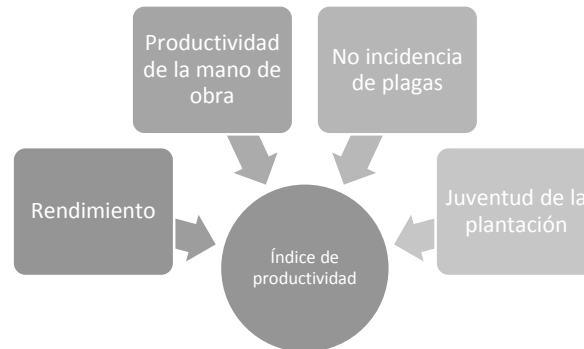 Productividad
de la mano de
obra
No incidencia
de plagas
Rendimiento
Juventud de la
plantación
Índice de
productividad